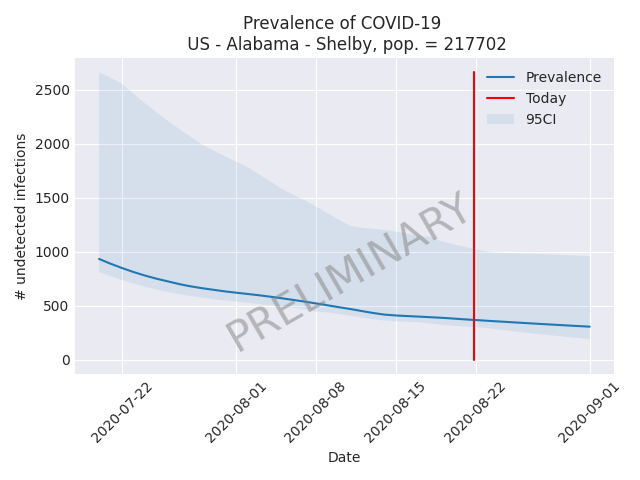 Prevalence of COVID-19
US - Alabama - Shelby, pop. = 217702
Prevalence
Today
95CI
2500
2000
1500
1000
500
0
# undetected infections
PRELIMINARY
2020-07-22
2020-08-01
2020-08-08
2020-08-15
2020-08-22
2020-09-01
Date